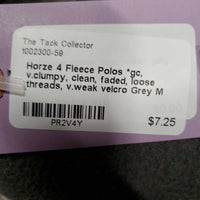 The Tack Collector
1002300-59
Horze 4 Fleece Polos *gc,
v.clumpy, clean, faded, loose
threads, v.weak velcro Grey M
PR2V4Y
$7.25